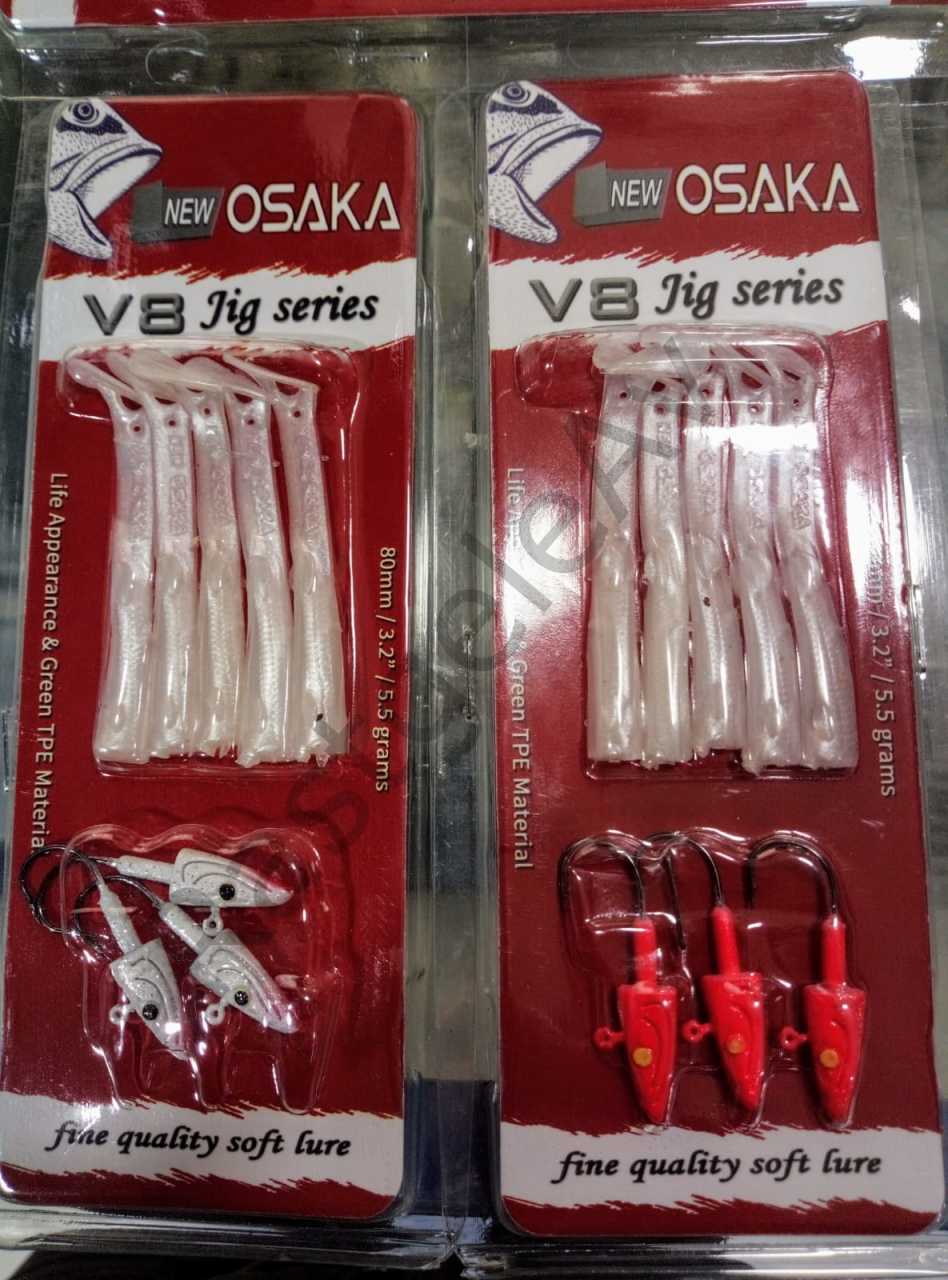 NEW OSAKA
V8 Jig series
Life Appearance & Green TPE Material
80mm / 3.2” / 5.5 grams
fine quality soft lure
NEW OSAKA
V8 Jig series
Life & Green TPE Material
/ 3.2” / 5.5 grams
fine quality soft lure